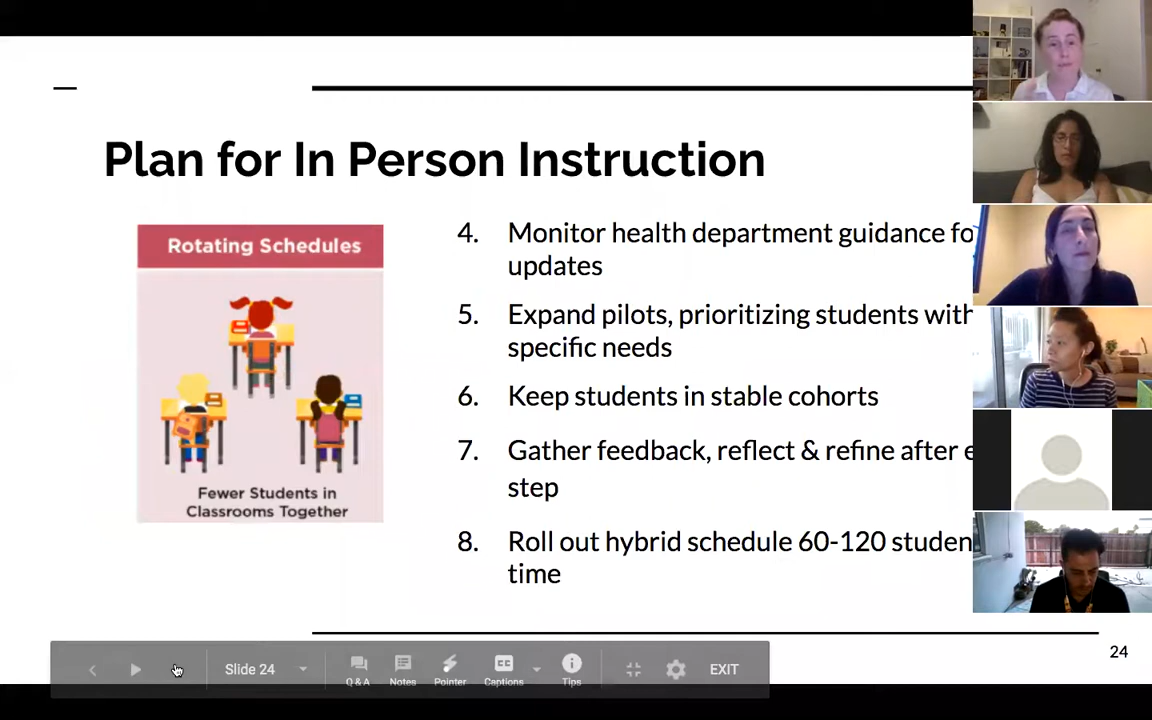 Plan for In Person Instruction
Rotating Schedules
Fewer Students in
Classrooms Together
4. Monitor health department guidance fo
updates
5. Expand pilots, prioritizing students with
specific needs
6. Keep students in stable cohorts
7. Gather feedback, reflect & refine after e
step
8. Roll out hybrid schedule 60-120 studen
time
24
Slide 24
Q & A
Notes
Pointer
CC
Captions
Tips
EXIT